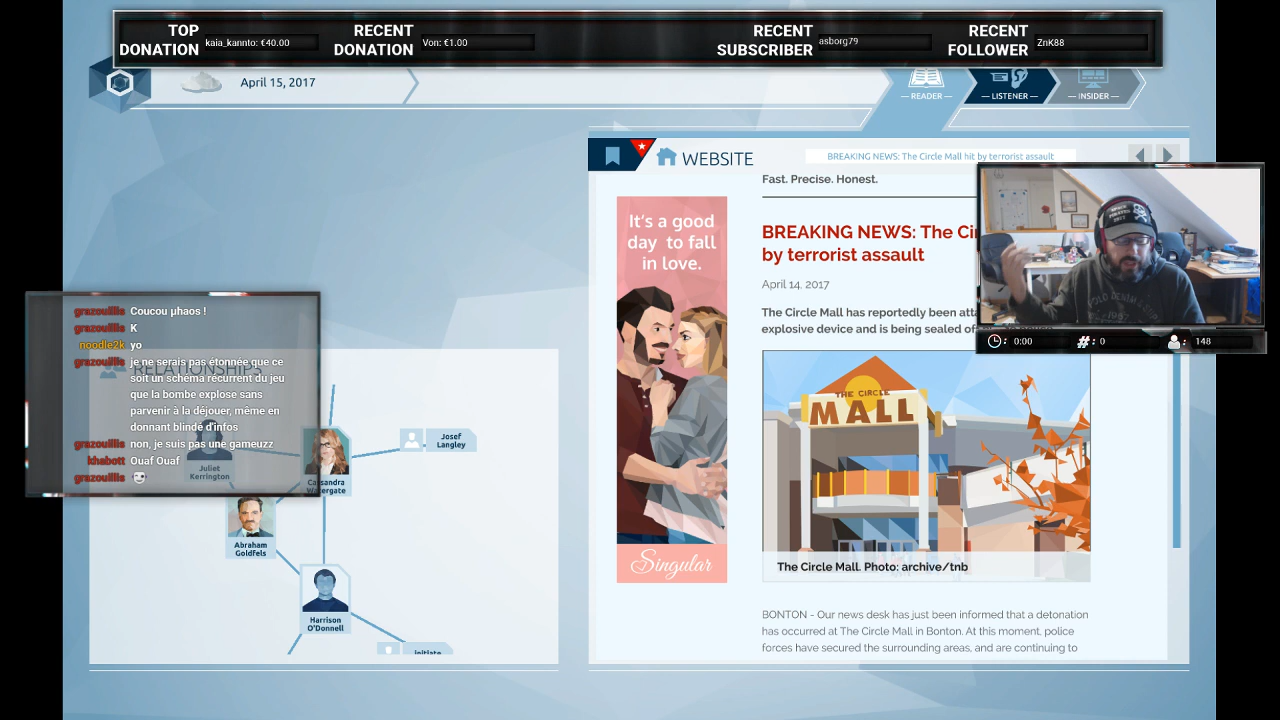 TOP DONATION
kaia_kannto: €40.00
RECENT DONATION
Von: €1.00
RECENT SUBSCRIBER
asborg79
RECENT FOLLOWER
ZnK88
April 15, 2017
— READER —
— LISTENER —
— INSIDER —
WEBSITE
BREAKING NEWS: The Circle Mall hit by terrorist assault
Fast. Precise. Honest.
It's a good
day to fall
in love.
Singular
BREAKING NEWS: The Cir
by terrorist assault
April 14, 2017
The Circle Mall has reportedly been atta
explosive device and is being sealed of
0:00
#: 0
: 148
THE CIRCLE
MALL
The Circle Mall. Photo: archive/tnb
BONTON - Our news desk has just been informed that a detonation
has occurred at The Circle Mall in Bonton. At this moment, police
forces have secured the surrounding areas, and are continuing to
grazouillis Coucou µhaos !
grazouillis K
noodle2k yo
grazouillis je ne serais pas étonnée que ce
soit un schéma récurrent du jeu
que la bombe explose sans
parvenir à la déjouer, même en
donnant blindé d'infos
grazouillis non, je suis pas une gameuzz
khabott Ouaf Ouaf
grazouillis
RELATIONSHIPS
Juliet
Kerrington
Cassandra
Watergate
Josef
Langley
Abraham
Goldfels
Harrison
O'Donnell
Initiate